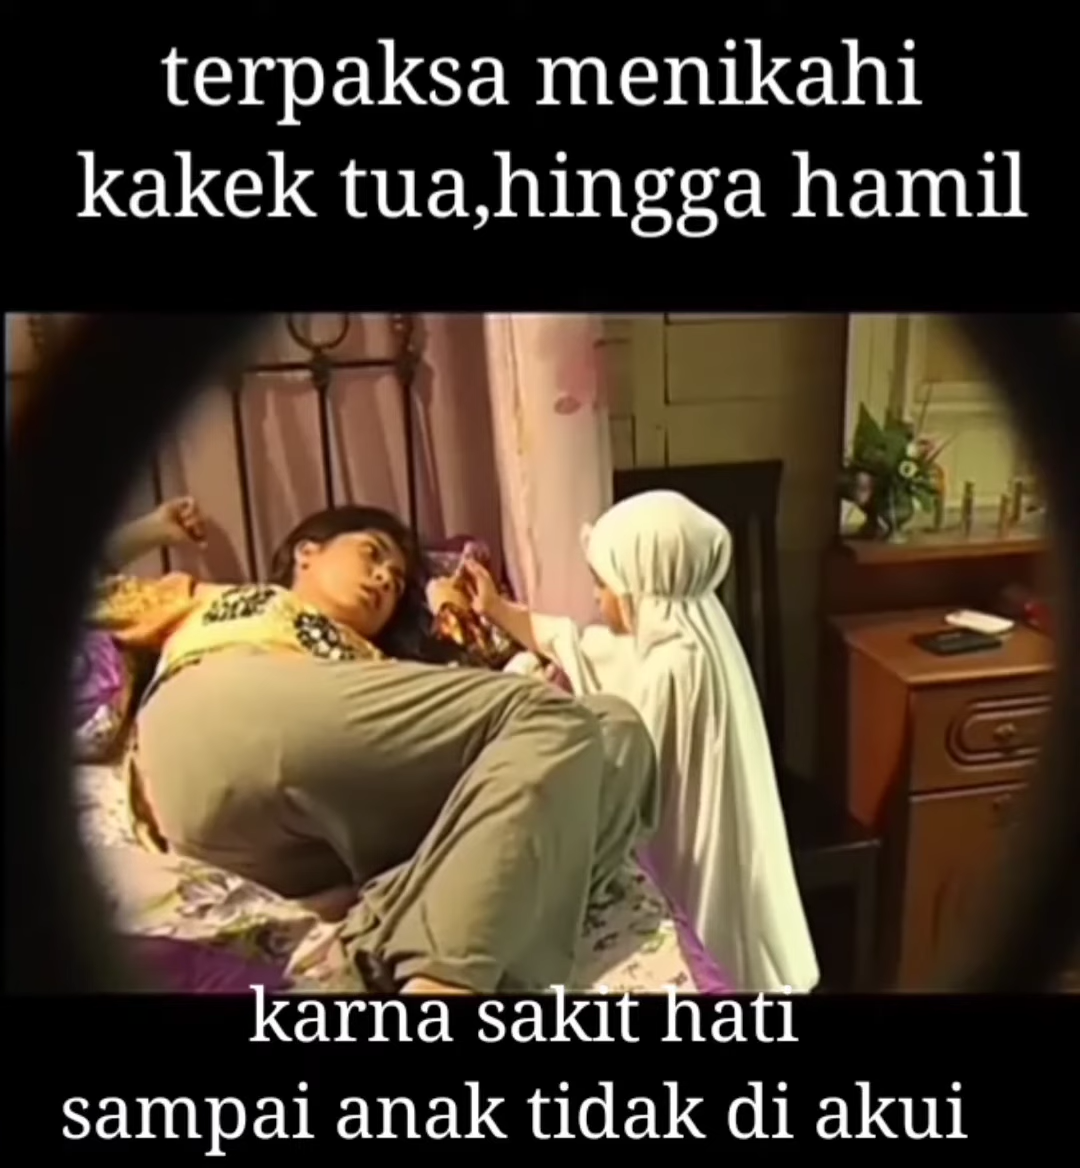 terpaksa menikahi
kakek tua,hingga hamil
karna sakit hati
sampai anak tidak di akui